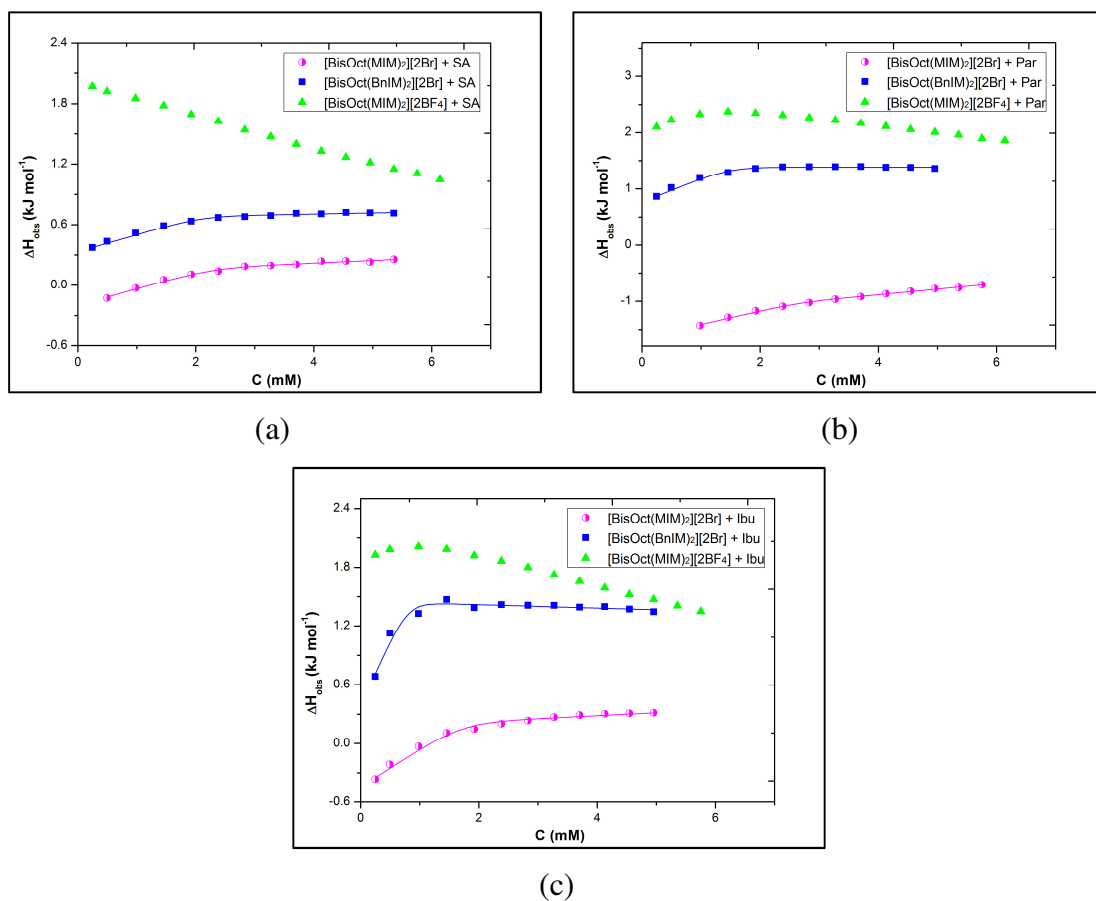 2.4
1.8
1.2
0.6
0.0
-0.6
ΔH_obs (kJ mol⁻¹)
[BisOct(MIM)₂][2Br] + SA
[BisOct(BnIM)₂][2Br] + SA
[BisOct(MIM)₂][2BF4] + SA
0 2 4 6
C (mM)
(a)
3
2
1
0
-1
ΔH_obs (kJ mol⁻¹)
[BisOct(MIM)₂][2Br] + Par
[BisOct(BnIM)₂][2Br] + Par
[BisOct(MIM)₂][2BF₄] + Par
0 2 4 6
C (mM)
(b)
2.4
1.8
1.2
0.6
0.0
-0.6
ΔH_obs (kJ mol⁻¹)
[BisOct(MIM)₂][2Br] + Ibu
[BisOct(BnIM)₂][2Br] + Ibu
[BisOct(MIM)₂][2BF₄] + Ibu
0 2 4 6
C (mM)
(c)